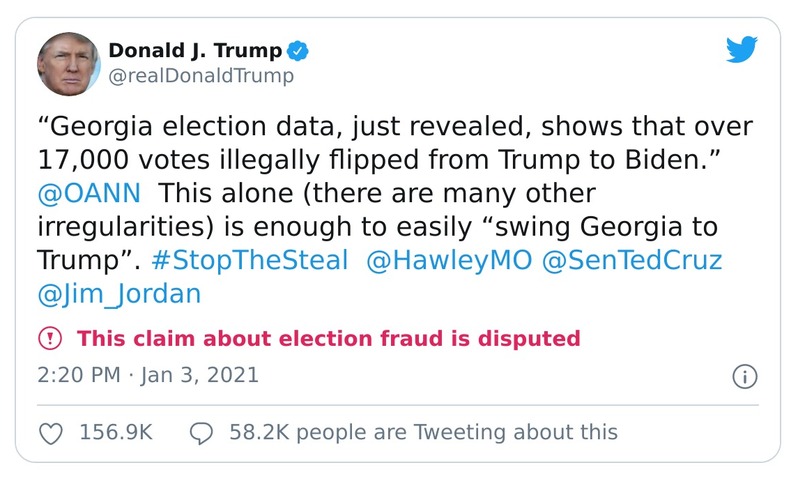 Donald J. Trump
@realDonaldTrump
“Georgia election data, just revealed, shows that over
17,000 votes illegally flipped from Trump to Biden.”
@OANN This alone (there are many other
irregularities) is enough to easily “swing Georgia to
Trump”. #StopTheSteal @HawleyMO @SenTedCruz
@Jim_Jordan
This claim about election fraud is disputed
2:20 PM · Jan 3, 2021
156.9K 58.2K people are Tweeting about this